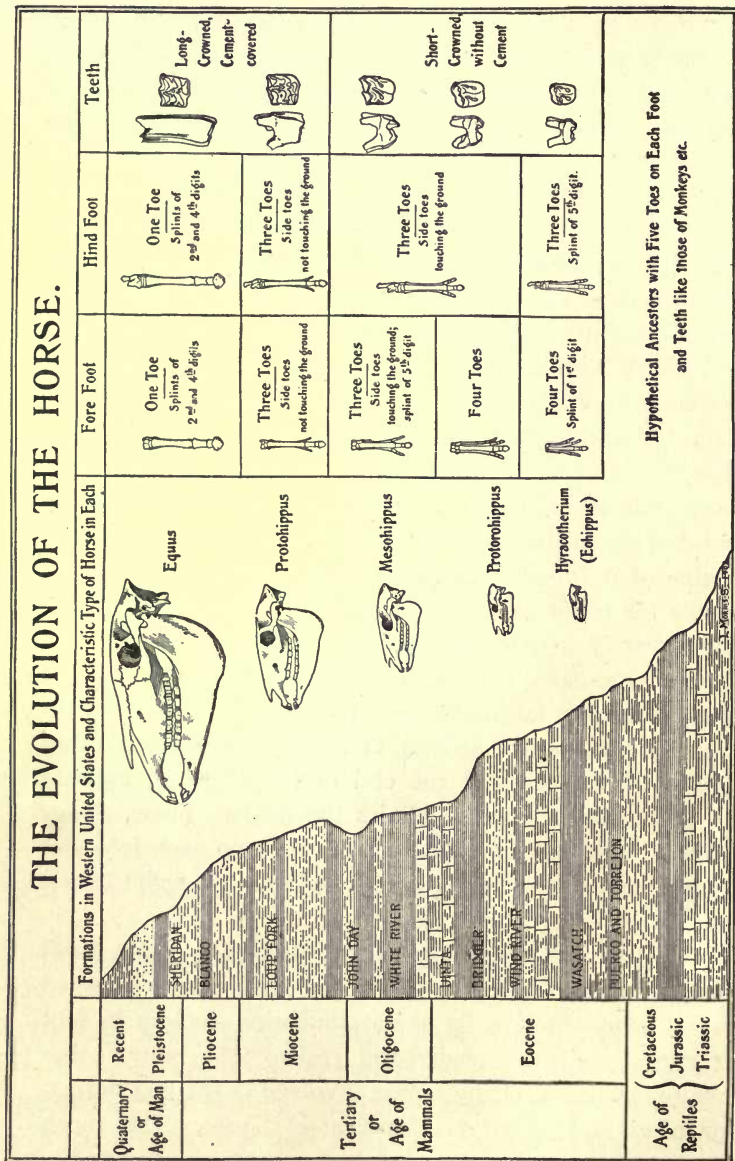 THE EVOLUTION OF THE HORSE.
Formations in Western United States and Characteristic Type of Horse in Each
Fore Foot
Hind Foot
Teeth
Quaternary
or
Age of Man
Recent
Pleistocene
SHERIDAN
Equus
One Toe
Splints of
2nd and 4th digits
One Toe
Splints of
2nd and 4th digits
Long-
Crowned,
Cement-
covered
Tertiary
or
Age of
Mammals
Pliocene
BLANCO
Miocene
LOUP FORK
Protohippus
Three Toes
Side toes
not touching the ground
Three Toes
Side toes
not touching the ground
JOHN DAY
Oligocene
WHITE RIVER
Mesohippus
Three Toes
Side toes
touching the ground;
splint of 5th digit
Three Toes
Side toes
touching the ground
Short-
Crowned,
without
Cement
Eocene
UINTA
BRIDGER
WIND RIVER
WASATCH
PUERCO AND TORREJON
Protorohippus
Four Toes
Hyracotherium
(Eohippus)
Four Toes
Splint of 1st digit
Three Toes
Splint of 5th digit.
Age of
Reptiles
Cretaceous
Jurassic
Triassic
Hypothetical Ancestors with Five Toes on Each Foot
and Teeth like those of Monkeys etc.